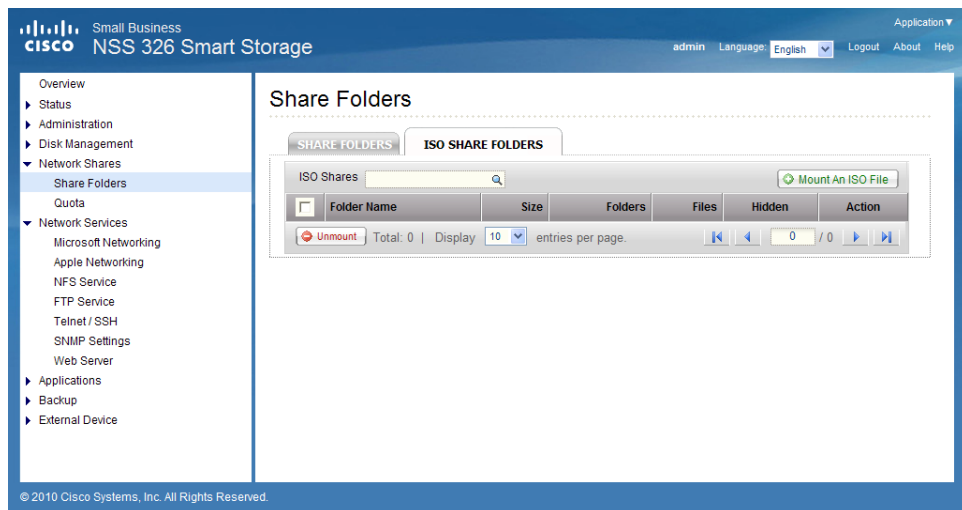 Small Business
CISCO NSS 326 Smart Storage
Application
admin Language: English Logout About Help
Overview
Status
Administration
Disk Management
Network Shares
Share Folders
Quota
Network Services
Microsoft Networking
Apple Networking
NFS Service
FTP Service
Telnet / SSH
SNMP Settings
Web Server
Applications
Backup
External Device
Share Folders
SHARE FOLDERS ISO SHARE FOLDERS
ISO Shares Mount An ISO File
Folder Name Size Folders Files Hidden Action
Unmount Total: 0 | Display 10 entries per page. 0 / 0
© 2010 Cisco Systems, Inc. All Rights Reserved.